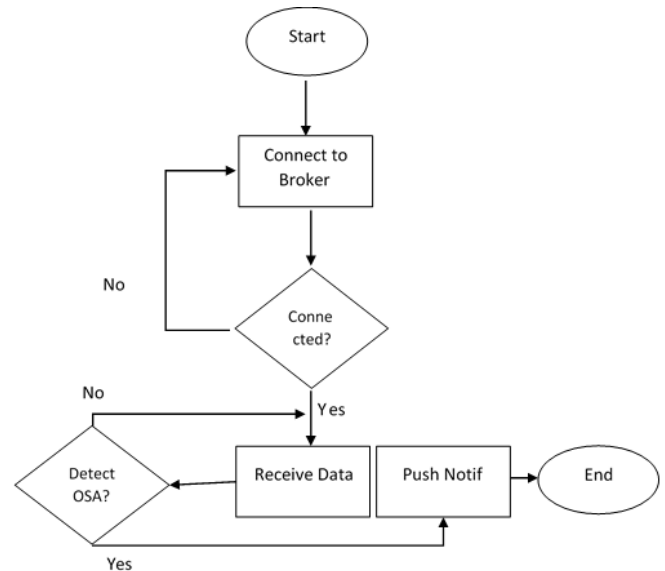 Start
Connect to
Broker
No
Conne
cted?
No
Yes
Detect
OSA?
Receive Data
Push Notif
End
Yes